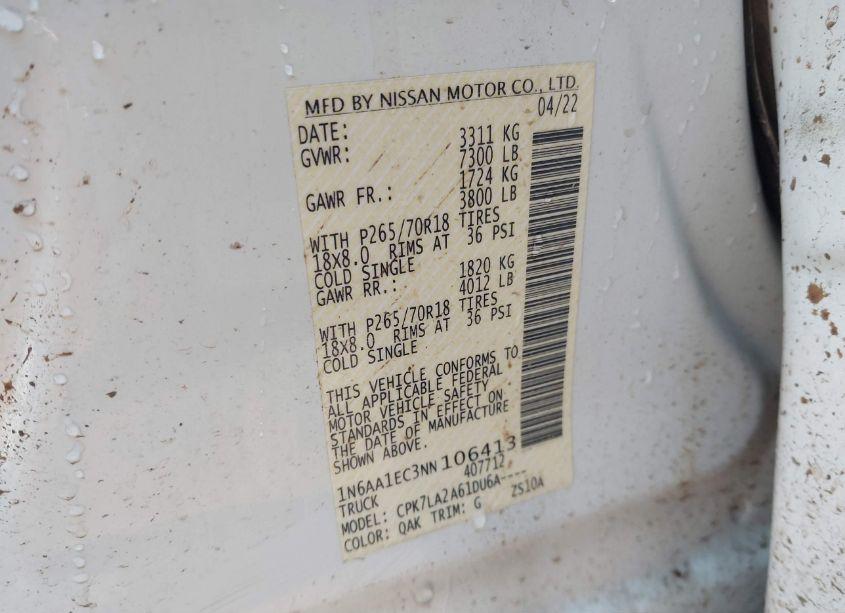 MFD BY NISSAN MOTOR CO., LTD.
DATE: 04/22
GVWR: 3311 KG
7300 LB
GAWR FR.: 1724 KG
3800 LB
WITH P265/70R18 TIRES
18X8.0 RIMS AT 36 PSI
COLD SINGLE
GAWR RR.: 1820 KG
4012 LB
WITH P265/70R18 TIRES
18X8.0 RIMS AT 36 PSI
COLD SINGLE
THIS VEHICLE CONFORMS TO
ALL APPLICABLE FEDERAL
MOTOR VEHICLE SAFETY
STANDARDS IN EFFECT ON
THE DATE OF MANUFACTURE
SHOWN ABOVE.
1N6AA1EC3NN106413
TRUCK 407712
MODEL: CPK7LA2A61DU6A----
COLOR: QAK TRIM: G ZS10A